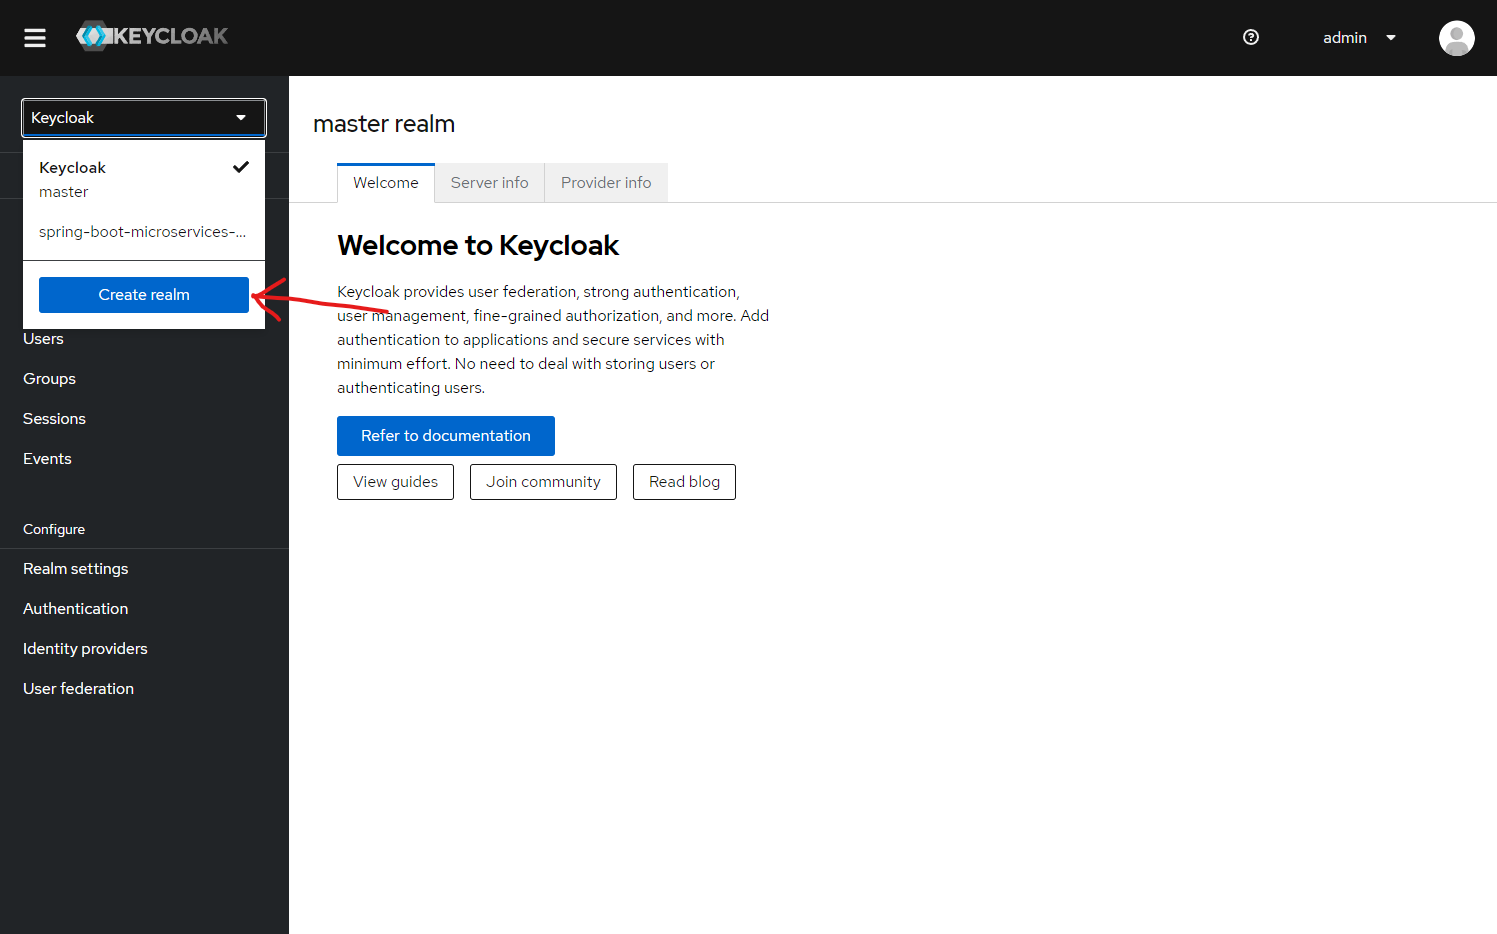 KEYCLOAK
admin
Keycloak
Keycloak
master
spring-boot-microservices-...
Create realm
Users
Groups
Sessions
Events
Configure
Realm settings
Authentication
Identity providers
User federation
master realm
Welcome
Server info
Provider info
Welcome to Keycloak
Keycloak provides user federation, strong authentication,
user management, fine-grained authorization, and more. Add
authentication to applications and secure services with
minimum effort. No need to deal with storing users or
authenticating users.
Refer to documentation
View guides
Join community
Read blog